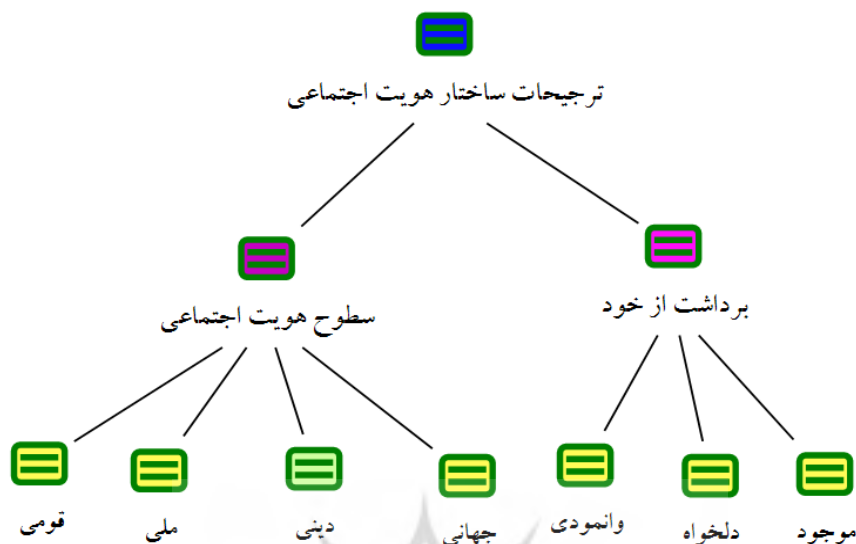 ترجیحات ساختار هویت اجتماعی
برداشت از خود
سطوح هویت اجتماعی
موجود
دلخواه
وانمودی
جهانی
دینی
ملی
قومی